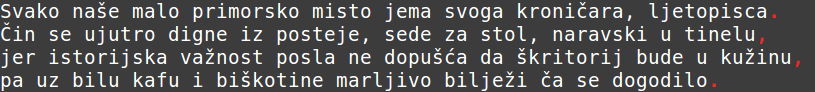 Svako naše malo primorsko misto jema svoga kroničara, ljetopisca.
Čin se ujutro digne iz posteje, sede za stol, naravski u tinelu,
jer istorijska važnost posla ne dopušća da škritorij bude u kužinu,
pa uz bilu kafu i biškotine marljivo bilježi ča se dogodilo.